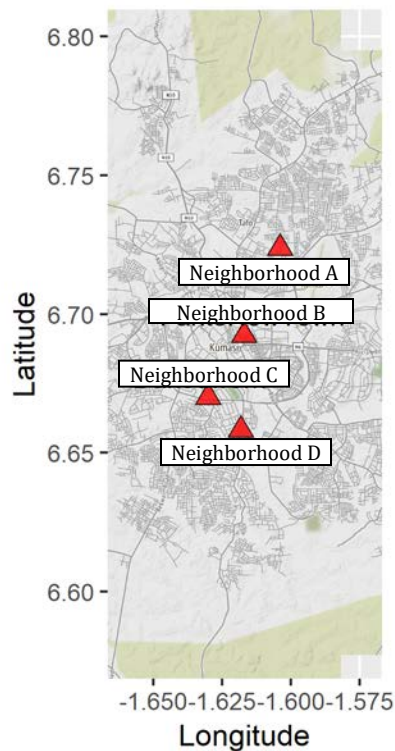 6.80
6.75
Tafo
Neighborhood A
6.70
Neighborhood B
Kumasi
Neighborhood C
6.65
Neighborhood D
6.60
-1.650 -1.625 -1.600 -1.575
Latitude
Longitude